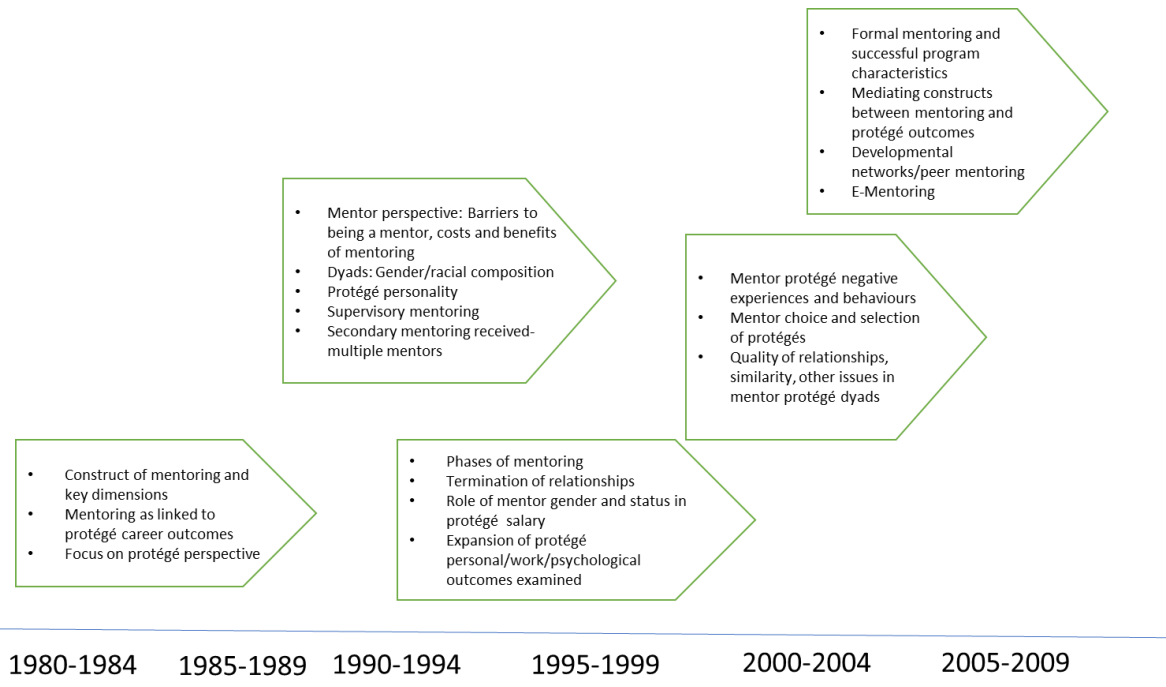 • Formal mentoring and
successful program
characteristics
• Mediating constructs
between mentoring and
protégé outcomes
• Developmental
networks/peer mentoring
• E-Mentoring
• Mentor perspective: Barriers to
being a mentor, costs and benefits
of mentoring
• Dyads: Gender/racial composition
• Protégé personality
• Supervisory mentoring
• Secondary mentoring received-
multiple mentors
• Mentor protégé negative
experiences and behaviours
• Mentor choice and selection
of protégés
• Quality of relationships,
similarity, other issues in
mentor protégé dyads
• Construct of mentoring and
key dimensions
• Mentoring as linked to
protégé career outcomes
• Focus on protégé perspective
• Phases of mentoring
• Termination of relationships
• Role of mentor gender and status in
protégé salary
• Expansion of protégé
personal/work/psychological
outcomes examined
1980-1984 1985-1989 1990-1994 1995-1999 2000-2004 2005-2009